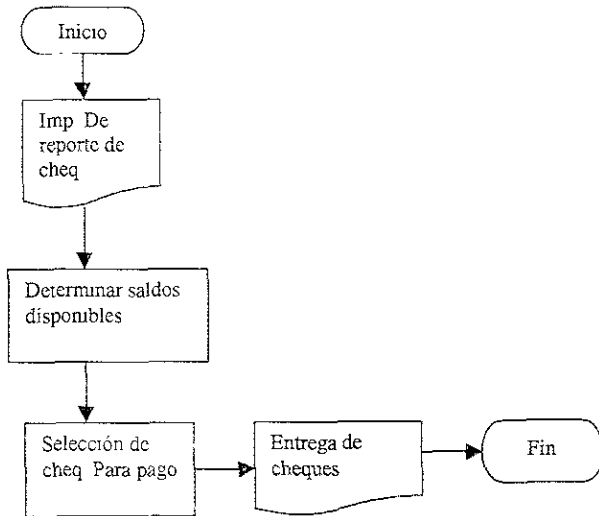 Inicio
Imp De
reporte de
cheq
Determinar saldos
disponibles
Selección de
cheq Para pago
Entrega de
cheques
Fin